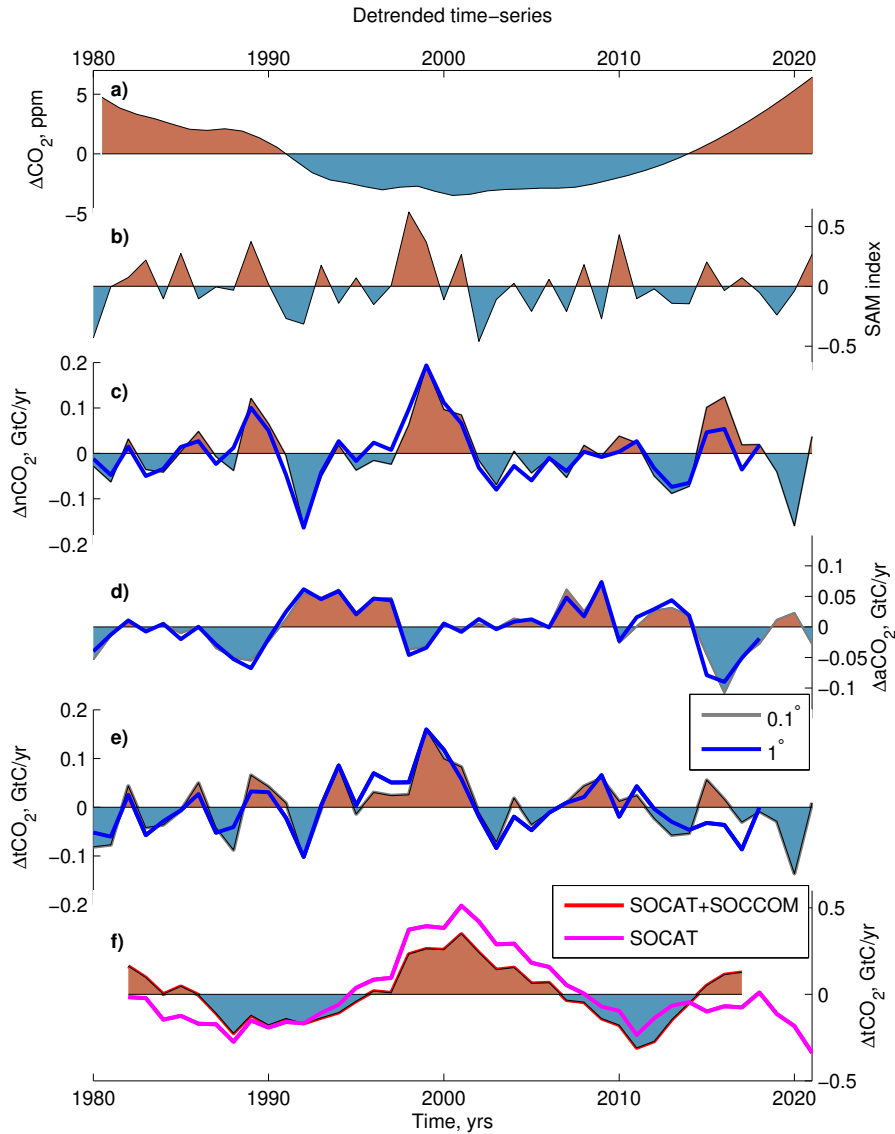 Detrended time−series
1980 1990 2000 2010 2020
a)
5
0
−5
ΔCO2, ppm
b)
0.5
0
−0.5
SAM index
c)
0.2
0.1
0
−0.1
−0.2
ΔnCO2, GtC/yr
d)
0.1
0.05
0
−0.05
−0.1
ΔaCO2, GtC/yr
0.1°
1°
e)
0.2
0.1
0
−0.1
−0.2
ΔtCO2, GtC/yr
SOCAT+SOCCOM
SOCAT
f)
0.5
0
−0.5
ΔtCO2, GtC/yr
1980 1990 2000 2010 2020
Time, yrs